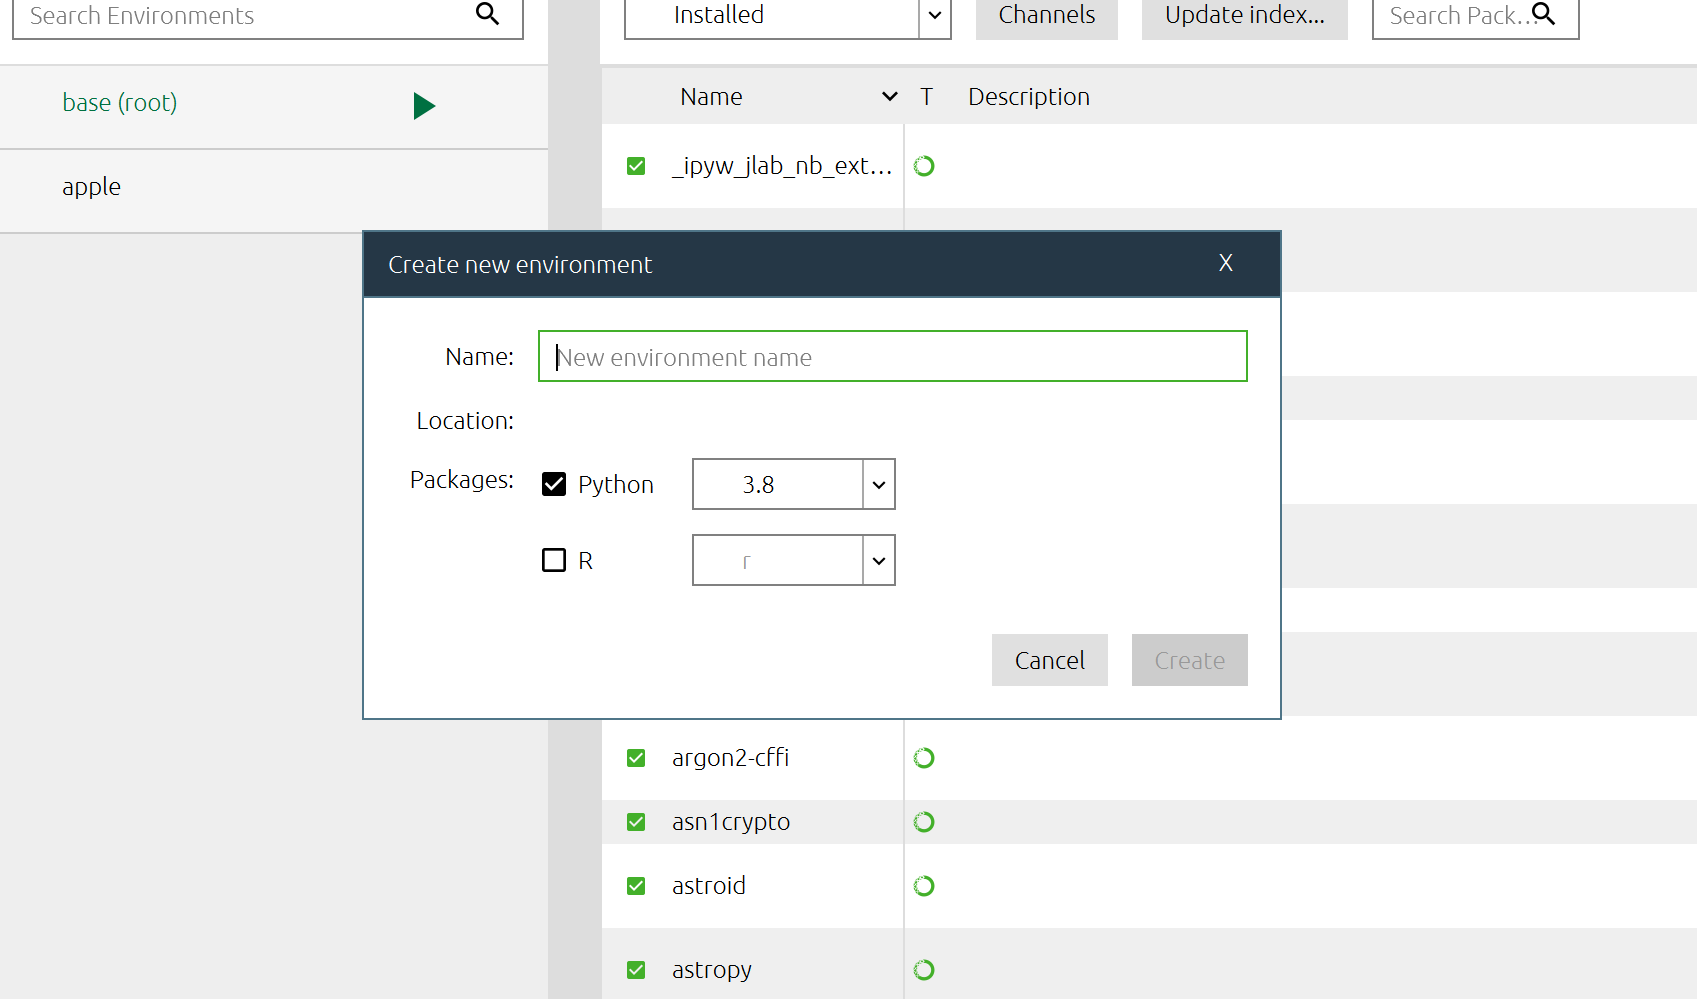 Search Environments
Installed
Channels
Update index...
Search Pack...
base (root)
apple
Name
T
Description
_ipyw_jlab_nb_ext...
Create new environment
X
Name:
New environment name
Location:
Packages:
Python
3.8
R
r
Cancel
Create
argon2-cffi
asn1crypto
astroid
astropy